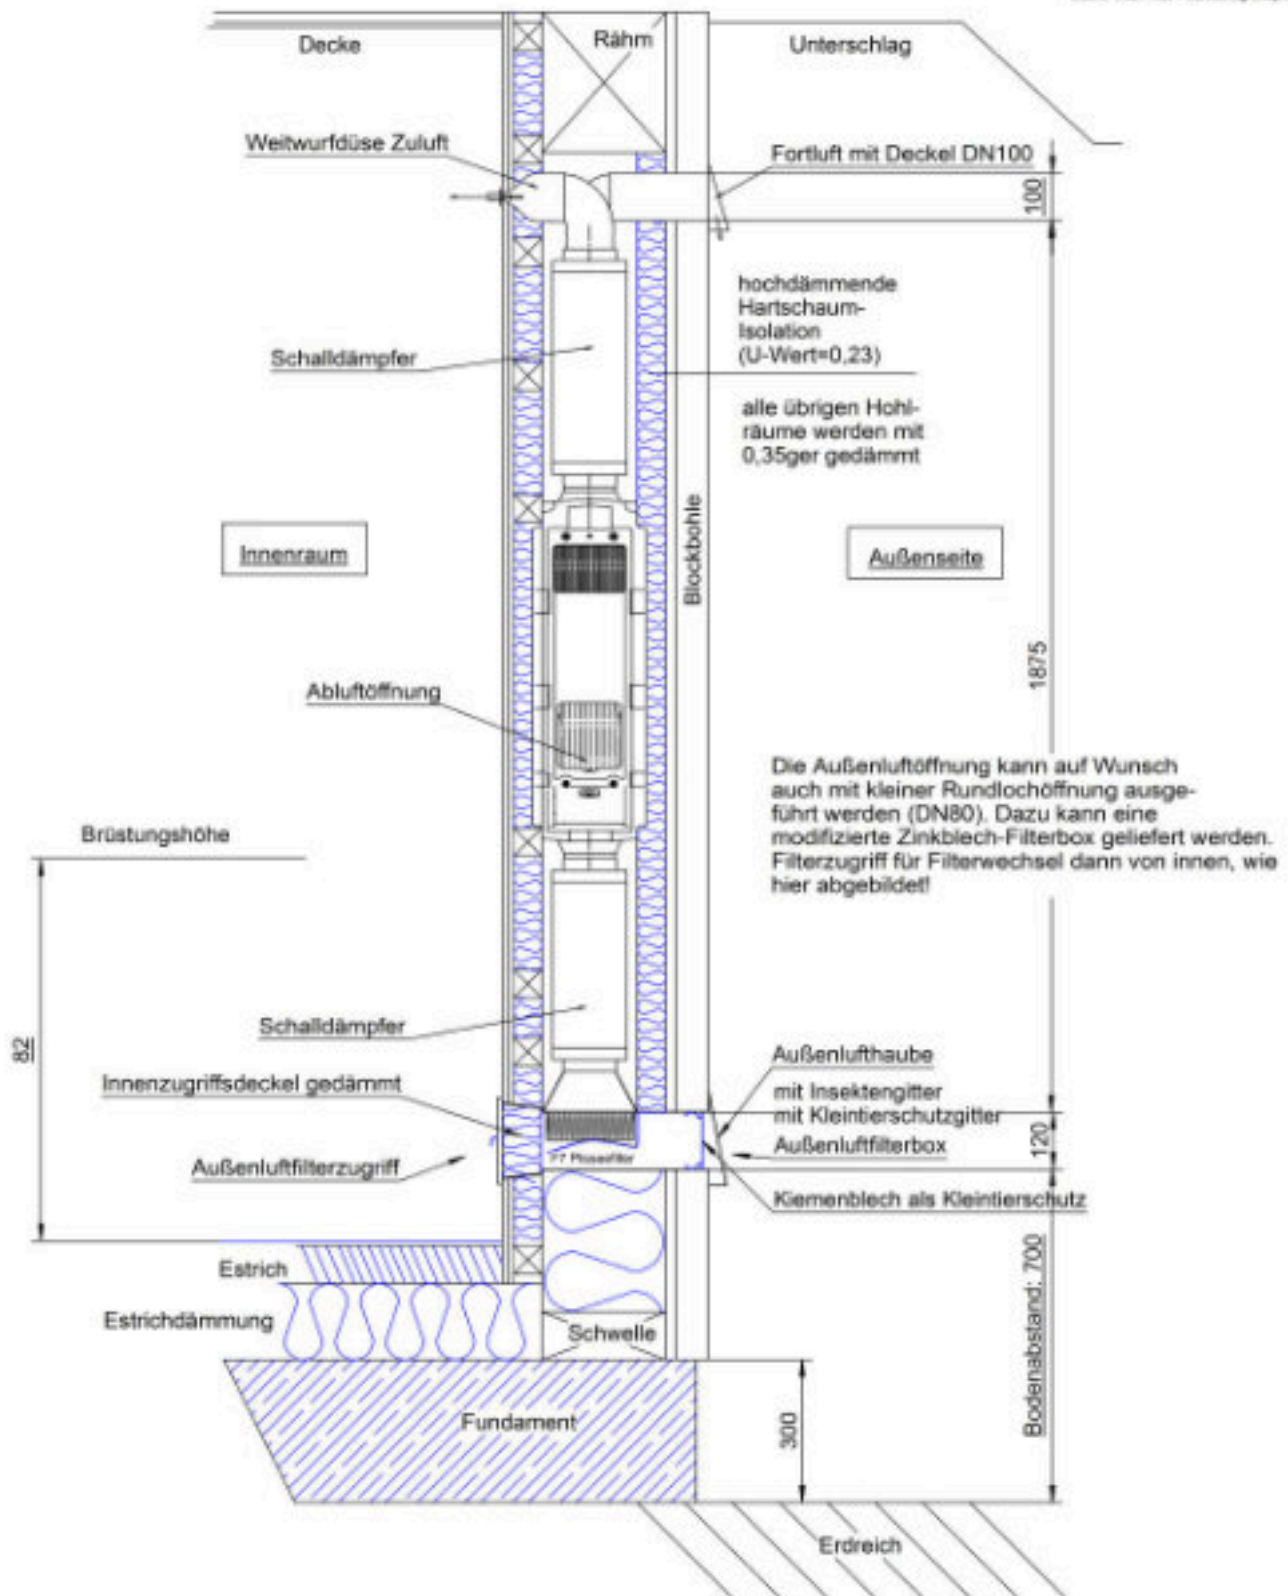 Decke
Rähm
Unterschlag
Weitwurfdüse Zuluft
Fortluft mit Deckel DN100
100
hochdämmende
Hartschaum-
Isolation
(U-Wert=0,23)
Schalldämpfer
alle übrigen Hohl-
räume werden mit
0,35ger gedämmt
Blockbohle
Innenraum
Außenseite
1875
Abluftöffnung
Die Außenluftöffnung kann auf Wunsch
auch mit kleiner Rundlochöffnung ausge-
führt werden (DN80). Dazu kann eine
modifizierte Zinkblech-Filterbox geliefert werden.
Filterzugriff für Filterwechsel dann von innen, wie
hier abgebildet!
Brüstungshöhe
82
Schalldämpfer
Außenlufthaube
Innenzugriffsdeckel gedämmt
mit Insektengitter
mit Kleintierschutzgitter
120
Außenluftfilterbox
F7 Plisseefilter
Außenluftfilterzugriff
Kiemenblech als Kleintierschutz
Estrich
Estrichdämmung
Schwelle
Bodenabstand: 700
Fundament
300
Erdreich